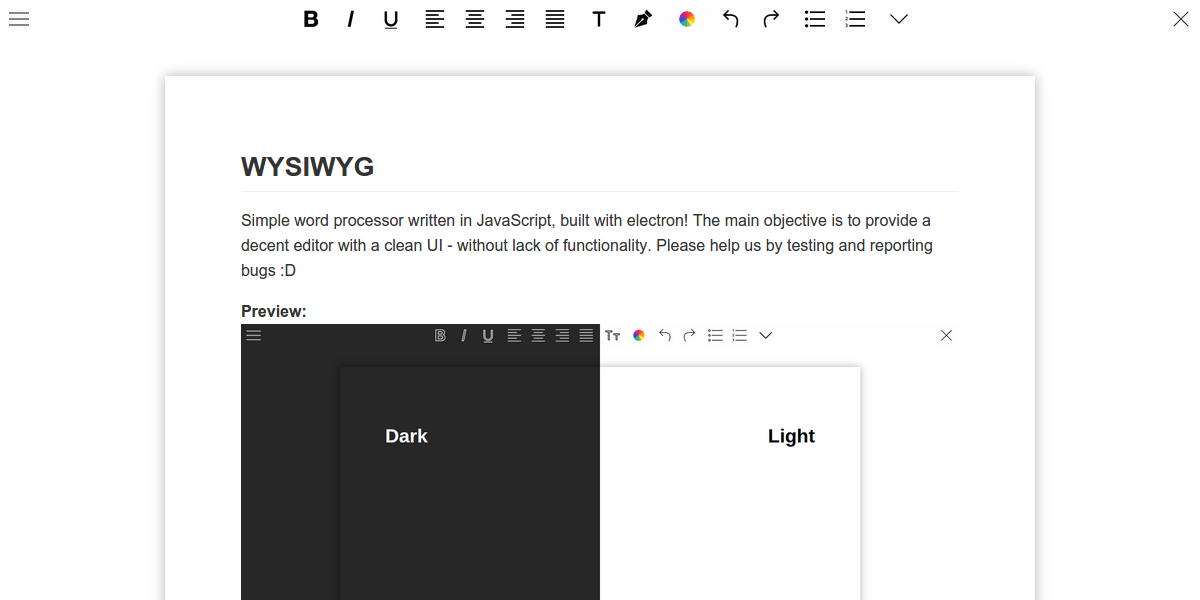 B I U T
WYSIWYG
Simple word processor written in JavaScript, built with electron! The main objective is to provide a
decent editor with a clean UI - without lack of functionality. Please help us by testing and reporting
bugs :D
Preview:
B I U TT
Dark Light